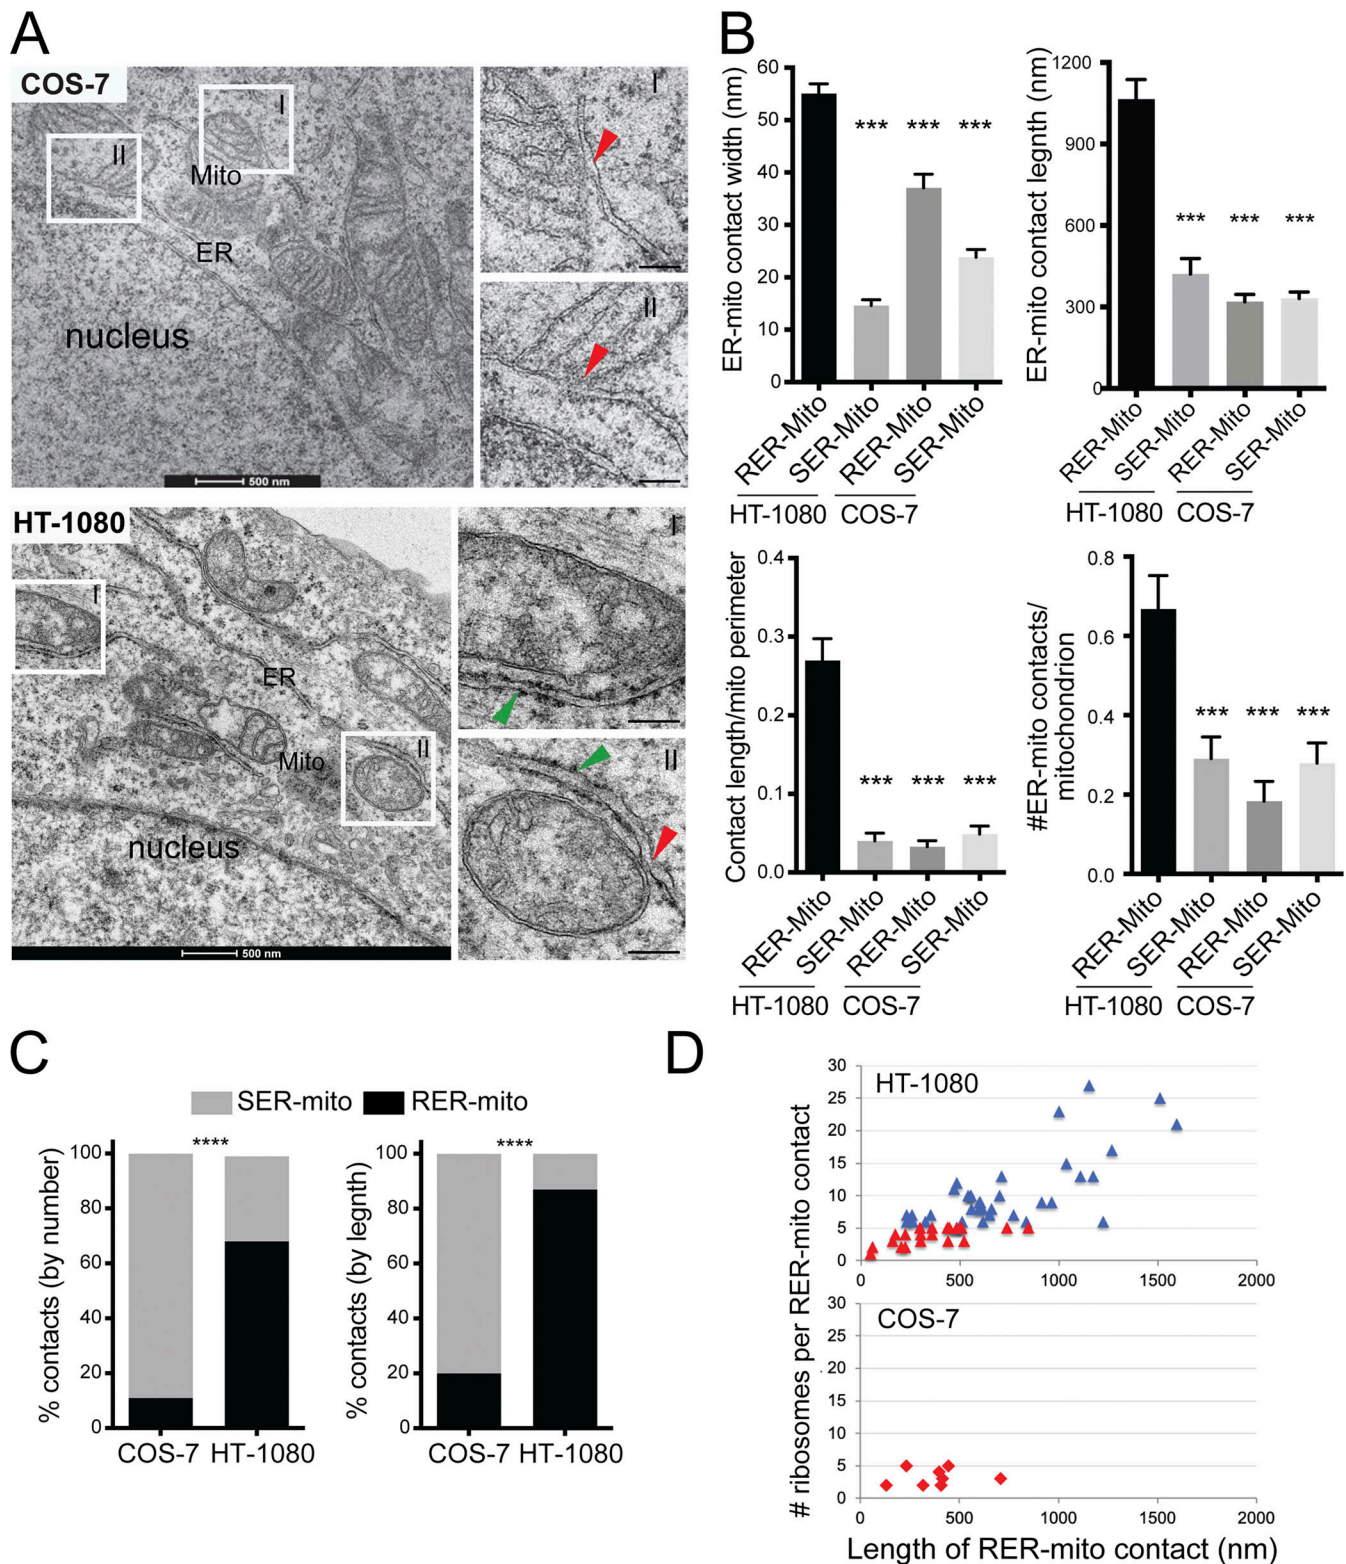 A
COS-7
I
II
Mito
ER
nucleus
500 nm
I
II
HT-1080
I
ER
Mito
II
nucleus
500 nm
I
II
B
ER-mito contact width (nm)
60
50
40
30
20
10
0
*** *** ***
RER-Mito
SER-Mito
RER-Mito
SER-Mito
HT-1080 COS-7
ER-mito contact legnth (nm)
1200
900
600
300
0
*** *** ***
RER-Mito
SER-Mito
RER-Mito
SER-Mito
HT-1080 COS-7
Contact length/mito perimeter
0.4
0.3
0.2
0.1
0.0
*** *** ***
RER-Mito
SER-Mito
RER-Mito
SER-Mito
HT-1080 COS-7
#ER-mito contacts/
mitochondrion
0.8
0.6
0.4
0.2
0.0
*** *** ***
RER-Mito
SER-Mito
RER-Mito
SER-Mito
HT-1080 COS-7
C
SER-mito RER-mito
% contacts (by number)
100
80
60
40
20
0
****
COS-7 HT-1080
% contacts (by legnth)
100
80
60
40
20
0
****
COS-7 HT-1080
D
# ribosomes per RER-mito contact
HT-1080
30
25
20
15
10
5
0
0 500 1000 1500 2000
COS-7
30
25
20
15
10
5
0
0 500 1000 1500 2000
Length of RER-mito contact (nm)